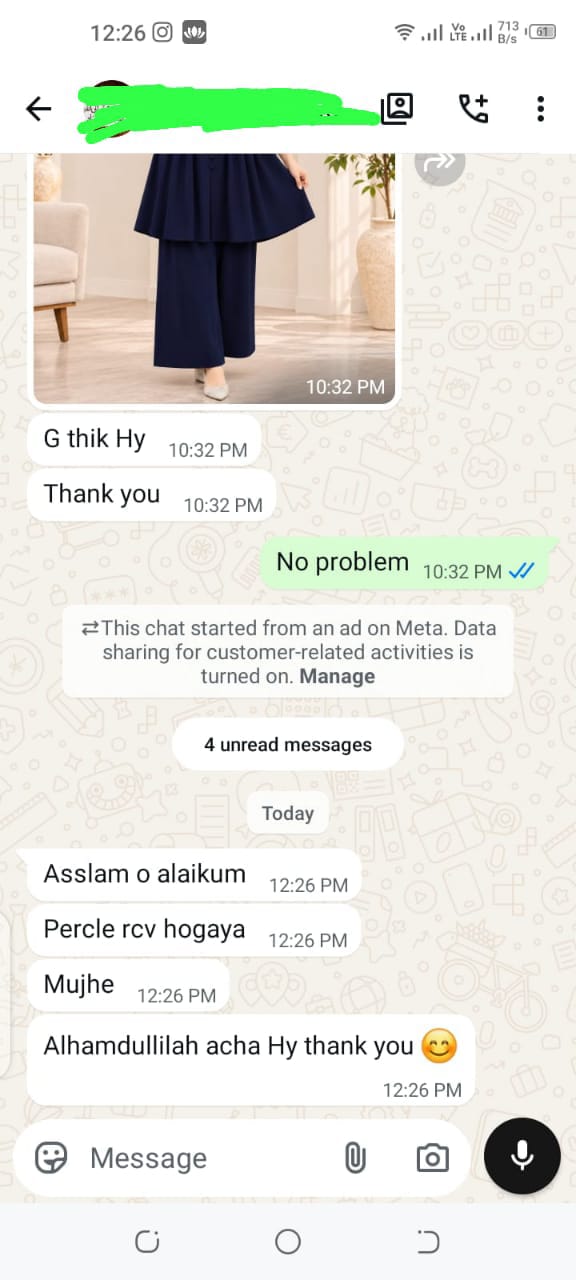 12:26
Vo
LTE
713
B/s
61
10:32 PM
G thik Hy 10:32 PM
Thank you 10:32 PM
No problem 10:32 PM
This chat started from an ad on Meta. Data
sharing for customer-related activities is
turned on. Manage
4 unread messages
Today
Asslam o alaikum 12:26 PM
Percle rcv hogaya 12:26 PM
Mujhe 12:26 PM
Alhamdullilah acha Hy thank you 😊
12:26 PM
Message